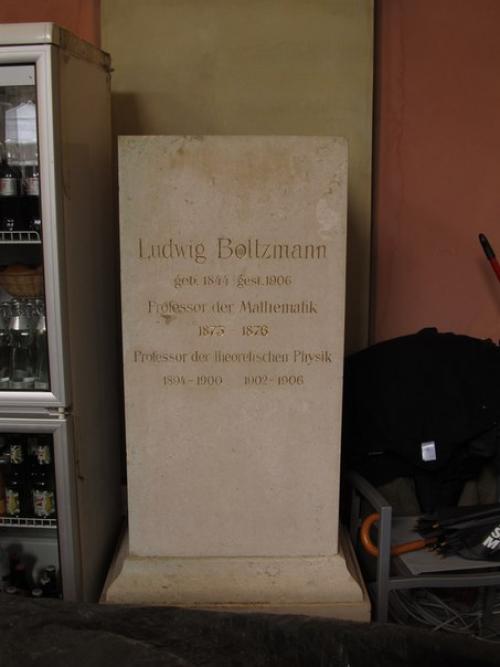 Ludwig Boltzmann
geb. 1844 gest. 1906
Professor der Mathematik
1873 - 1876
Professor der theoretischen Physik
1894 - 1900 1902 - 1906